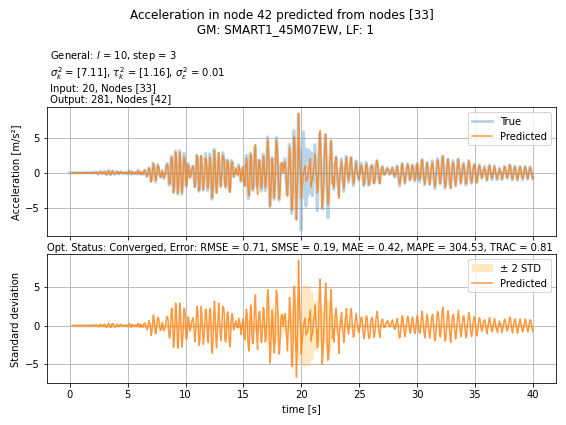 Acceleration in node 42 predicted from nodes [33]
GM: SMART1_45M07EW, LF: 1
General: l = 10, step = 3
σ²ₖ = [7.11], τ²ₖ = [1.16], σ²ε = 0.01
Input: 20, Nodes [33]
Output: 281, Nodes [42]
Acceleration [m/s²]
5
0
−5
True
Predicted
Opt. Status: Converged, Error: RMSE = 0.71, SMSE = 0.19, MAE = 0.42, MAPE = 304.53, TRAC = 0.81
Standard deviation
5
0
−5
± 2 STD
Predicted
0 5 10 15 20 25 30 35 40
time [s]